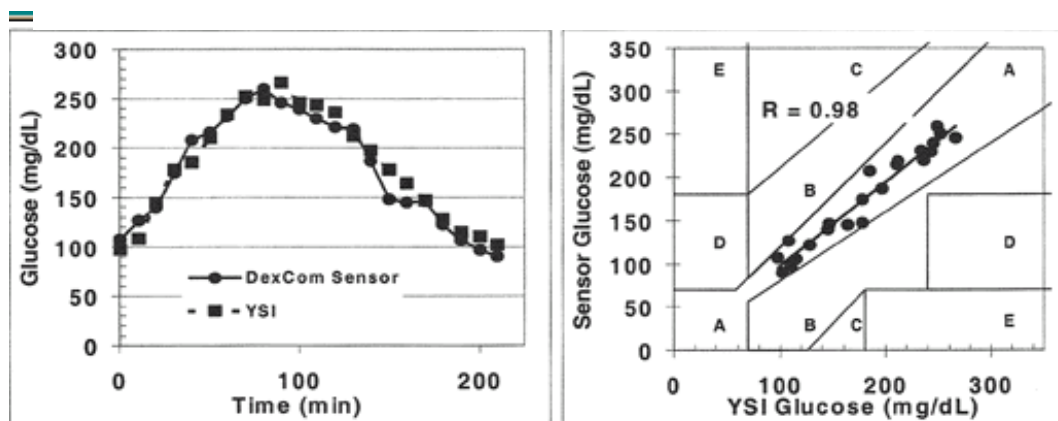 Glucose (mg/dL)
300
250
200
150
100
50
0
DexCom Sensor
YSI
0 100 200
Time (min)
Sensor Glucose (mg/dL)
350
300
250
200
150
100
50
0
E C A
R = 0.98
B
D D
A B C E
0 100 200 300
YSI Glucose (mg/dL)